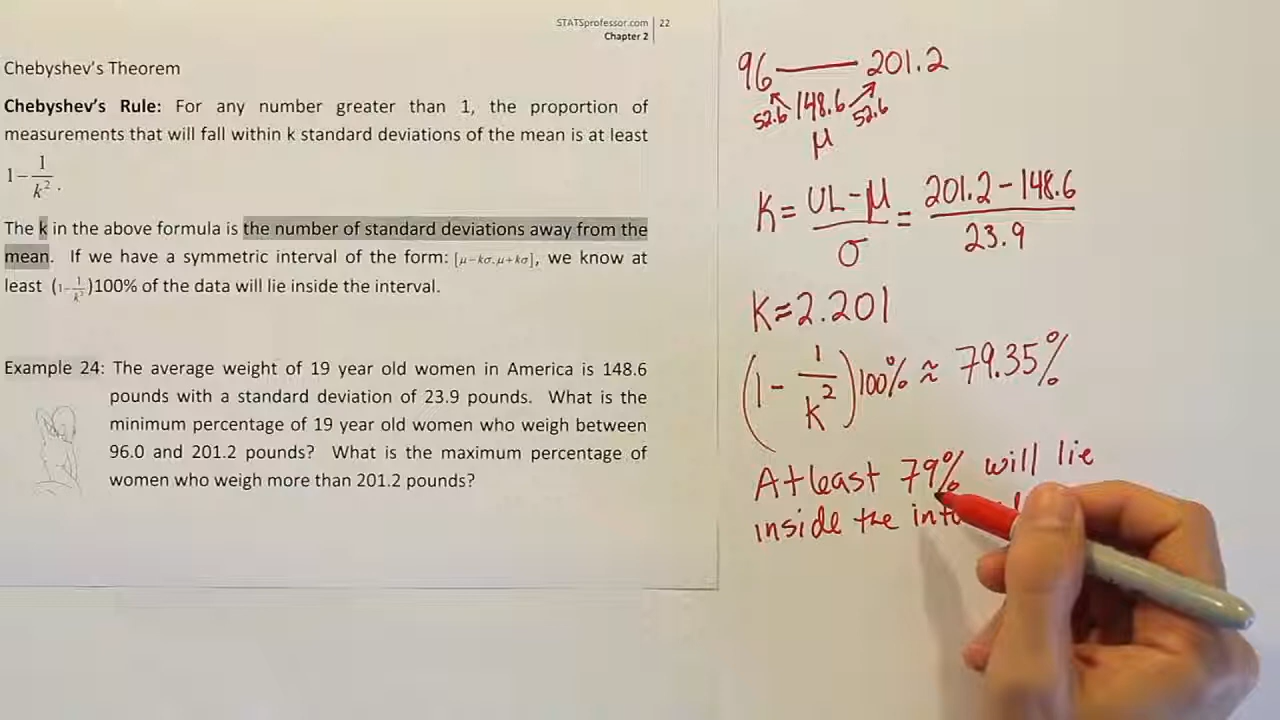 STATSprofessor.com | 22
Chapter 2
Chebyshev's Theorem
Chebyshev's Rule: For any number greater than 1, the proportion of
measurements that will fall within k standard deviations of the mean is at least
1 - 1/k².
The k in the above formula is the number of standard deviations away from the
mean. If we have a symmetric interval of the form: [μ-kσ,μ+kσ], we know at
least (1-1/k²)100% of the data will lie inside the interval.
Example 24: The average weight of 19 year old women in America is 148.6
pounds with a standard deviation of 23.9 pounds. What is the
minimum percentage of 19 year old women who weigh between
96.0 and 201.2 pounds? What is the maximum percentage of
women who weigh more than 201.2 pounds?
96 — 201.2
52.6 148.6 52.6
μ
K = (UL - μ)/σ = (201.2 - 148.6)/23.9
K ≈ 2.201
(1 - 1/K²)100% ≈ 79.35%
At least 79% will lie
inside the